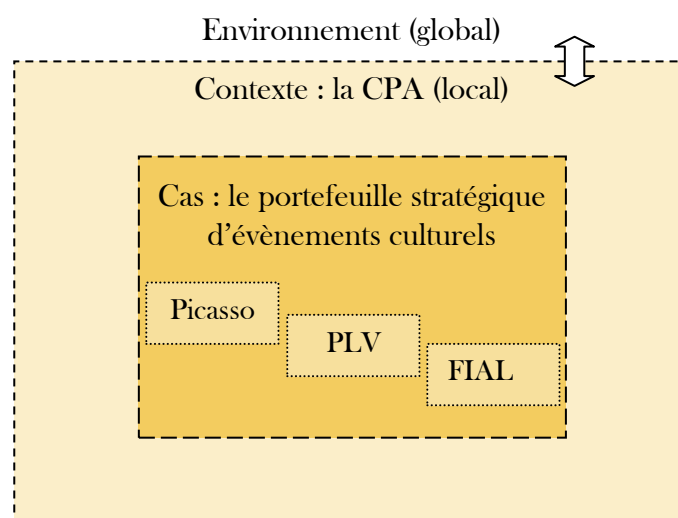 Environnement (global)
Contexte : la CPA (local)
Cas : le portefeuille stratégique
d’évènements culturels
Picasso
PLV
FIAL